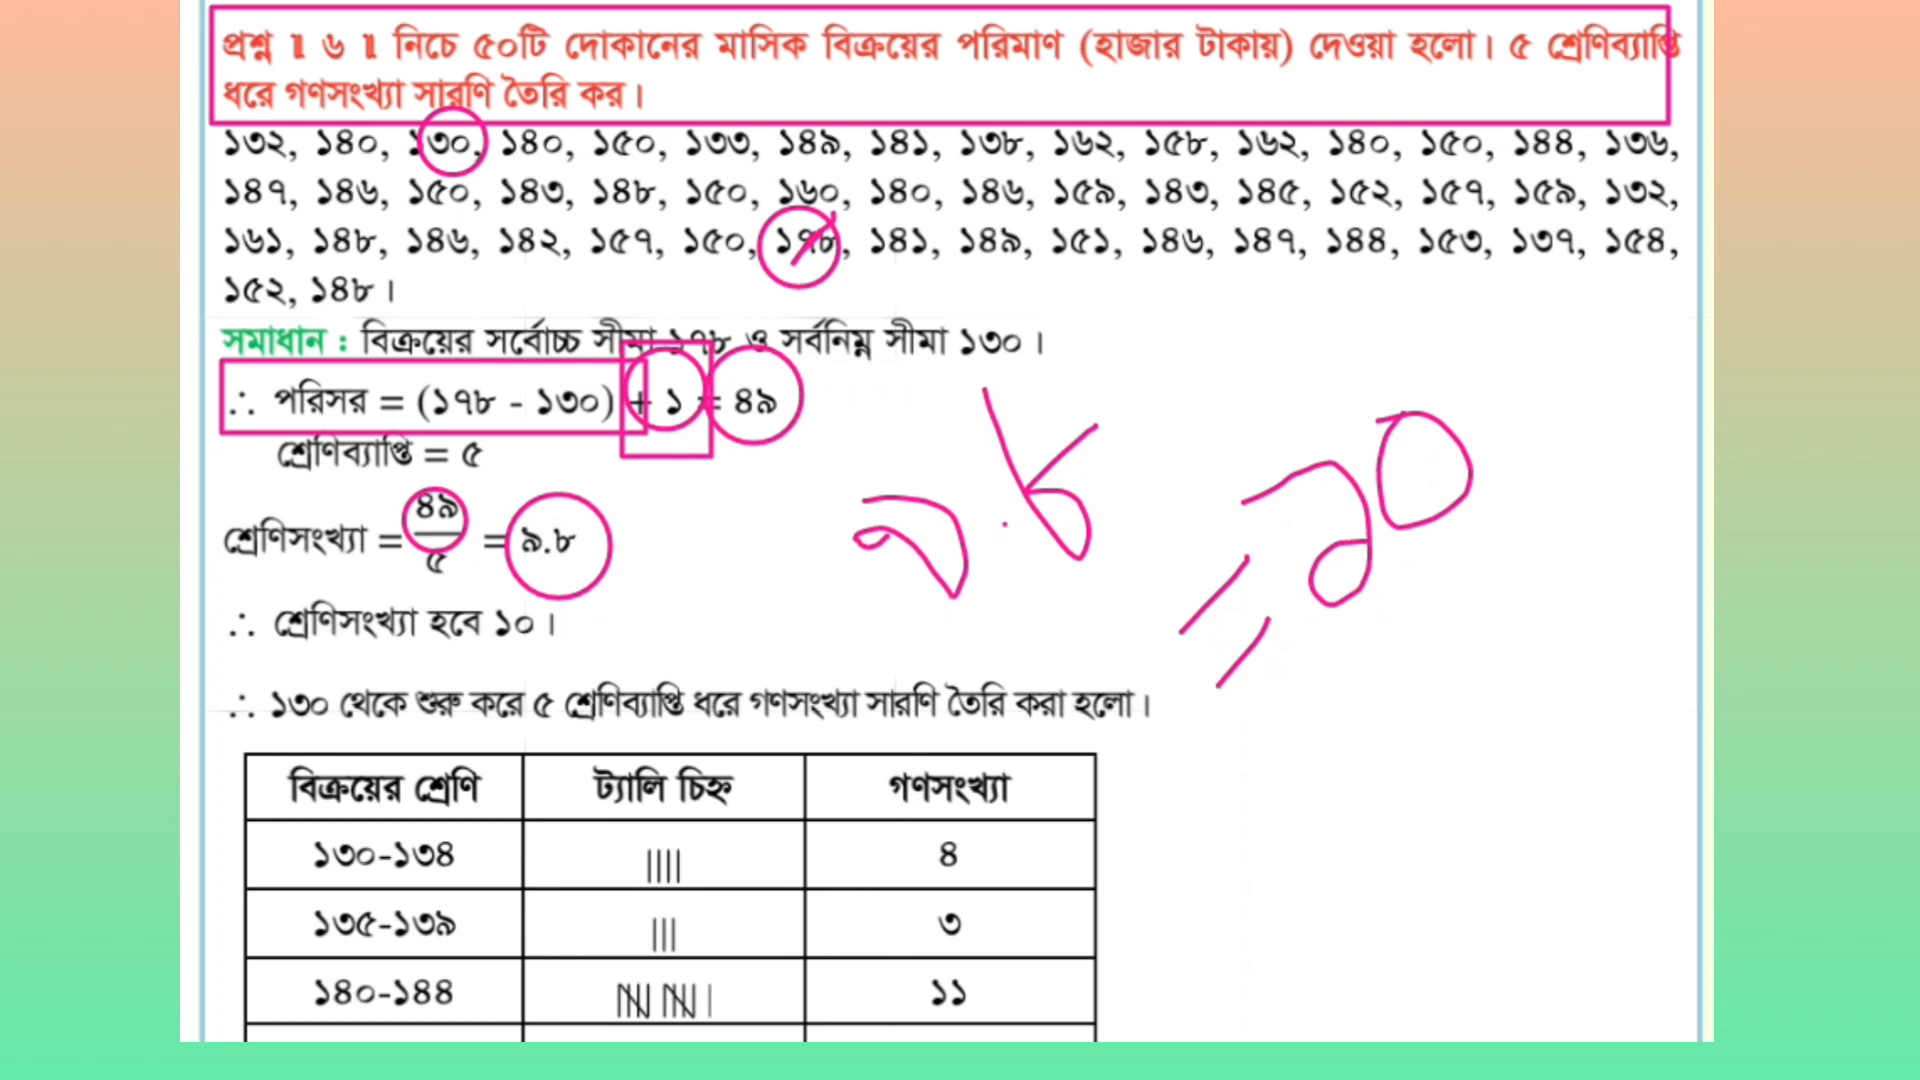 প্রশ্ন ॥ ৬ ॥ নিচে ৫০টি দোকানের মাসিক বিক্রয়ের পরিমাণ (হাজার টাকায়) দেওয়া হলো। ৫ শ্রেণিব্যাপ্তি
ধরে গণসংখ্যা সারণি তৈরি কর।
১৩২, ১৪০, ১৩০, ১৪০, ১৫০, ১৩৩, ১৪৯, ১৪১, ১৩৮, ১৬২, ১৫৮, ১৬২, ১৪০, ১৫০, ১৪৪, ১৩৬,
১৪৭, ১৪৬, ১৫০, ১৪৩, ১৪৮, ১৫০, ১৬০, ১৪০, ১৪৬, ১৫৯, ১৪৩, ১৪৫, ১৫২, ১৫৭, ১৫৯, ১৩২,
১৬১, ১৪৮, ১৪৬, ১৪২, ১৫৭, ১৫০, ১৭৮, ১৪১, ১৪৯, ১৫১, ১৪৬, ১৪৭, ১৪৪, ১৫৩, ১৩৭, ১৫৪,
১৫২, ১৪৮।
সমাধান : বিক্রয়ের সর্বোচ্চ সীমা ১৭৮ ও সর্বনিম্ন সীমা ১৩০।
∴ পরিসর = (১৭৮ - ১৩০) + ১ = ৪৯
শ্রেণিব্যাপ্তি = ৫
শ্রেণিসংখ্যা = ৪৯/৫ = ৯.৮
৯.৮ = ১০
∴ শ্রেণিসংখ্যা হবে ১০।
∴ ১৩০ থেকে শুরু করে ৫ শ্রেণিব্যাপ্তি ধরে গণসংখ্যা সারণি তৈরি করা হলো।
বিক্রয়ের শ্রেণি ট্যালি চিহ্ন গণসংখ্যা
১৩০-১৩৪ |||| ৪
১৩৫-১৩৯ ||| ৩
১৪০-১৪৪ |||| |||| | ১১